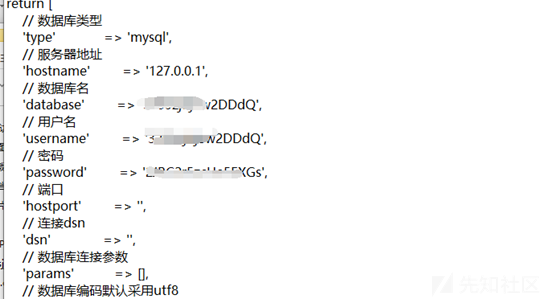 return [
// 数据库类型
'type' => 'mysql',
// 服务器地址
'hostname' => '127.0.0.1',
// 数据库名
'database' => w2DDdQ',
// 用户名
'username' => w2DDdQ',
// 密码
'password' => XGs',
// 端口
'hostport' => '',
// 连接dsn
'dsn' => '',
// 数据库连接参数
'params' => [],
// 数据库编码默认采用utf8
先知社区